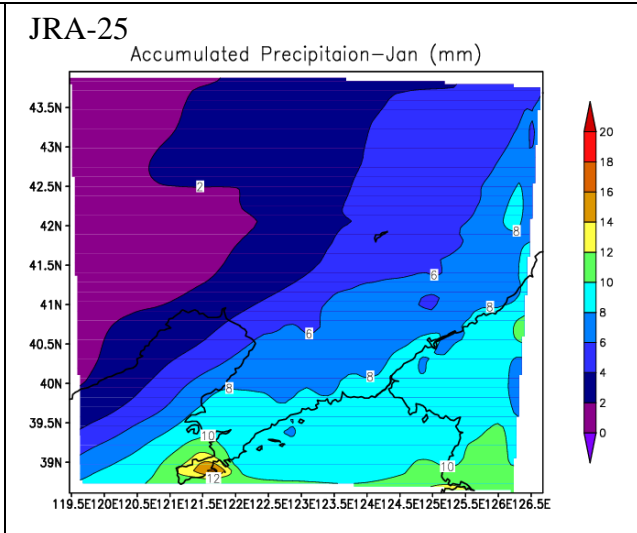 JRA-25
Accumulated Precipitaion-Jan (mm)
43.5N
43N
42.5N
42N
41.5N
41N
40.5N
40N
39.5N
39N
2
8
6
8
6
8
8
10
10
12
119.5E120E120.5E121E121.5E122E122.5E123E123.5E124E124.5E125E125.5E126E126.5E
20
18
16
14
12
10
8
6
4
2
0